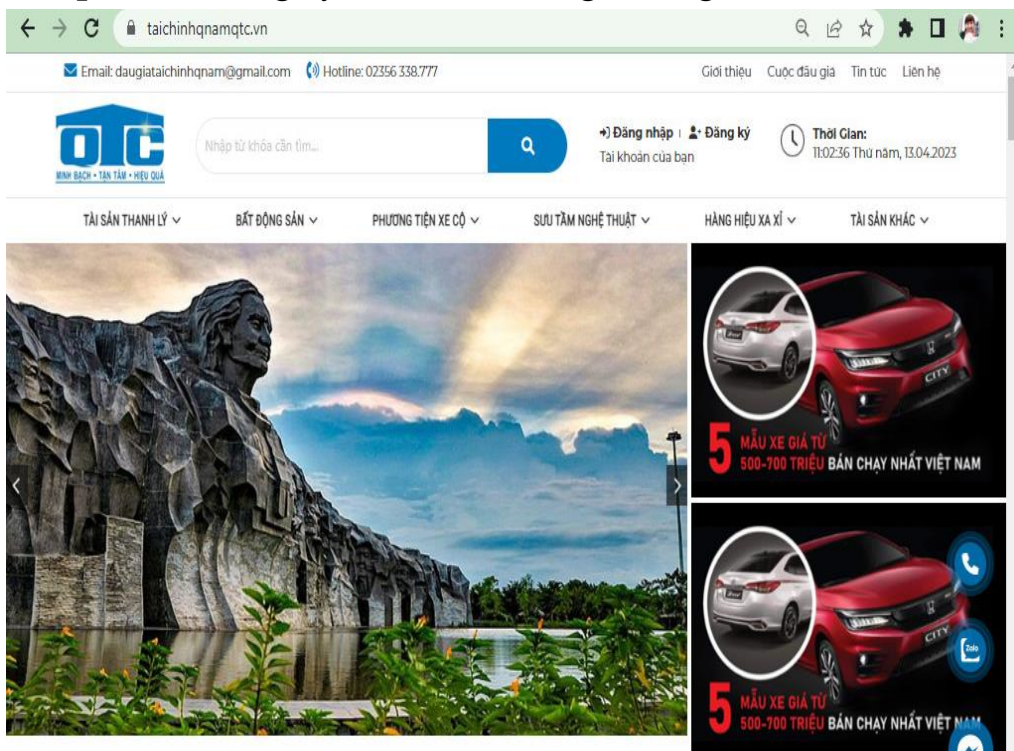 taichinhqnamqtc.vn
Email: daugiataichinhqnam@gmail.com Hotline: 02356 338.777 Giới thiệu Cuộc đấu giá Tin tức Liên hệ
QTC
MINH BẠCH - TẬN TÂM - HIỆU QUẢ
Nhập từ khóa cần tìm...
Đăng nhập Đăng ký
Tài khoản của bạn
Thời Gian:
11:02:36 Thứ năm, 13.04.2023
TÀI SẢN THANH LÝ BẤT ĐỘNG SẢN PHƯƠNG TIỆN XE CỘ SƯU TẦM NGHỆ THUẬT HÀNG HIỆU XA XỈ TÀI SẢN KHÁC
CITY
5 MẪU XE GIÁ TỪ
500-700 TRIỆU BÁN CHẠY NHẤT VIỆT NAM
CITY
Zalo
5 MẪU XE GIÁ TỪ
500-700 TRIỆU BÁN CHẠY NHẤT VIỆT NAM